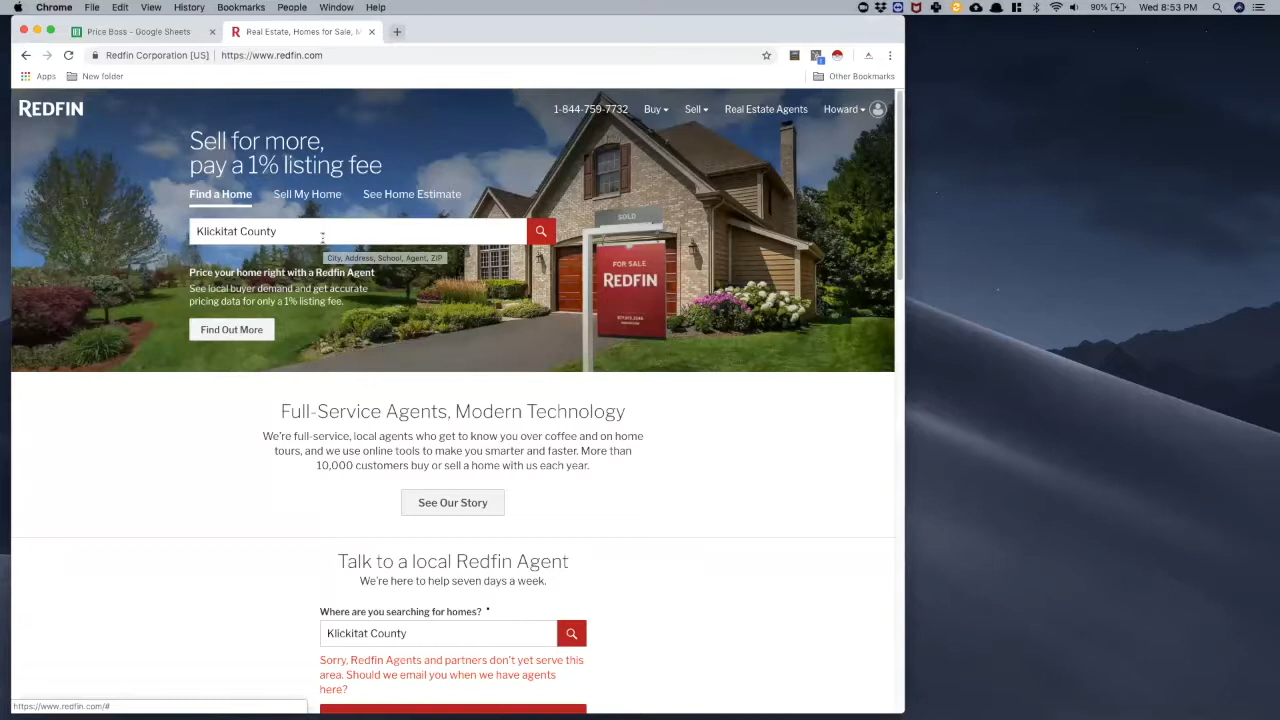 Chrome File Edit View History Bookmarks People Window Help
90% Wed 8:53 PM
Price Boss - Google Sheets
R Real Estate, Homes for Sale, M
Redfin Corporation [US] https://www.redfin.com
Apps New folder Other Bookmarks
REDFIN 1-844-759-7732 Buy Sell Real Estate Agents Howard
Sell for more,
pay a 1% listing fee
Find a Home Sell My Home See Home Estimate
SOLD
Klickitat County
City, Address, School, Agent, ZIP
FOR SALE
REDFIN
Price your home right with a Redfin Agent
See local buyer demand and get accurate
pricing data for only a 1% listing fee.
Find Out More
Full-Service Agents, Modern Technology
We're full-service, local agents who get to know you over coffee and on home
tours, and we use online tools to make you smarter and faster. More than
10,000 customers buy or sell a home with us each year.
See Our Story
Talk to a local Redfin Agent
We're here to help seven days a week.
Where are you searching for homes? *
Klickitat County
Sorry, Redfin Agents and partners don't yet serve this
area. Should we email you when we have agents
here?
https://www.redfin.com/#